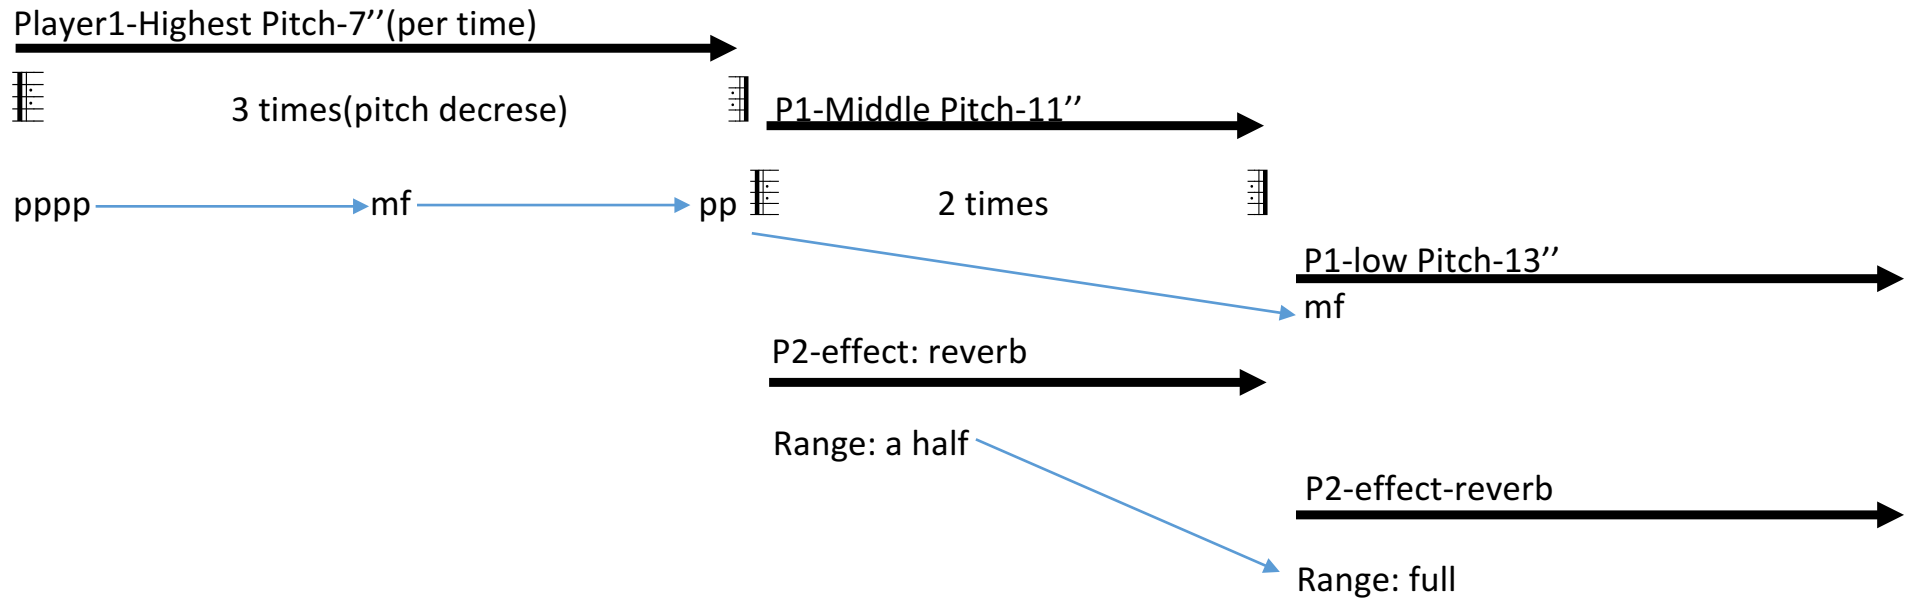 Player1-Highest Pitch-7’’(per time)
3 times(pitch decrese)
P1-Middle Pitch-11’’
pppp mf pp
2 times
P1-low Pitch-13’’
mf
P2-effect: reverb
Range: a half
P2-effect-reverb
Range: full